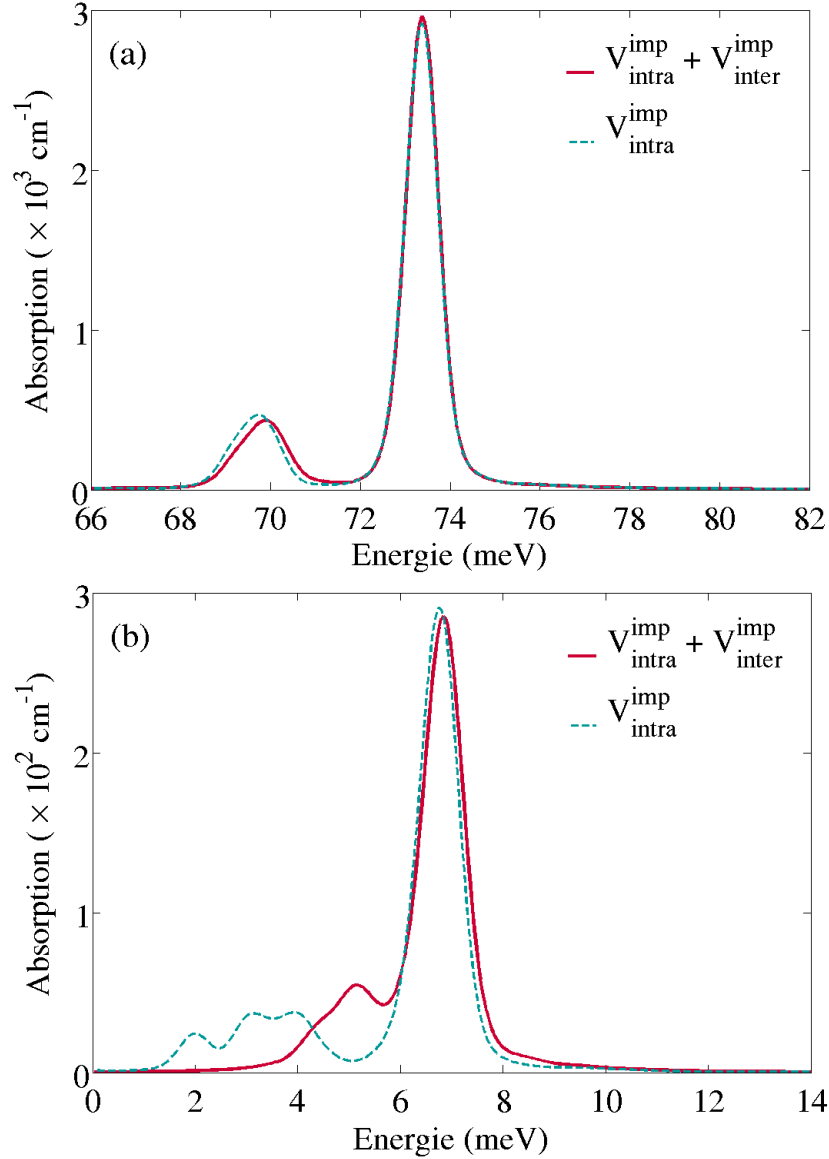 (a)
V^imp_intra + V^imp_inter
V^imp_intra
Absorption ( × 10^3 cm^-1)
3
2
1
0
66 68 70 72 74 76 78 80 82
Energie (meV)
(b)
V^imp_intra + V^imp_inter
V^imp_intra
Absorption ( × 10^2 cm^-1)
3
2
1
0
0 2 4 6 8 10 12 14
Energie (meV)